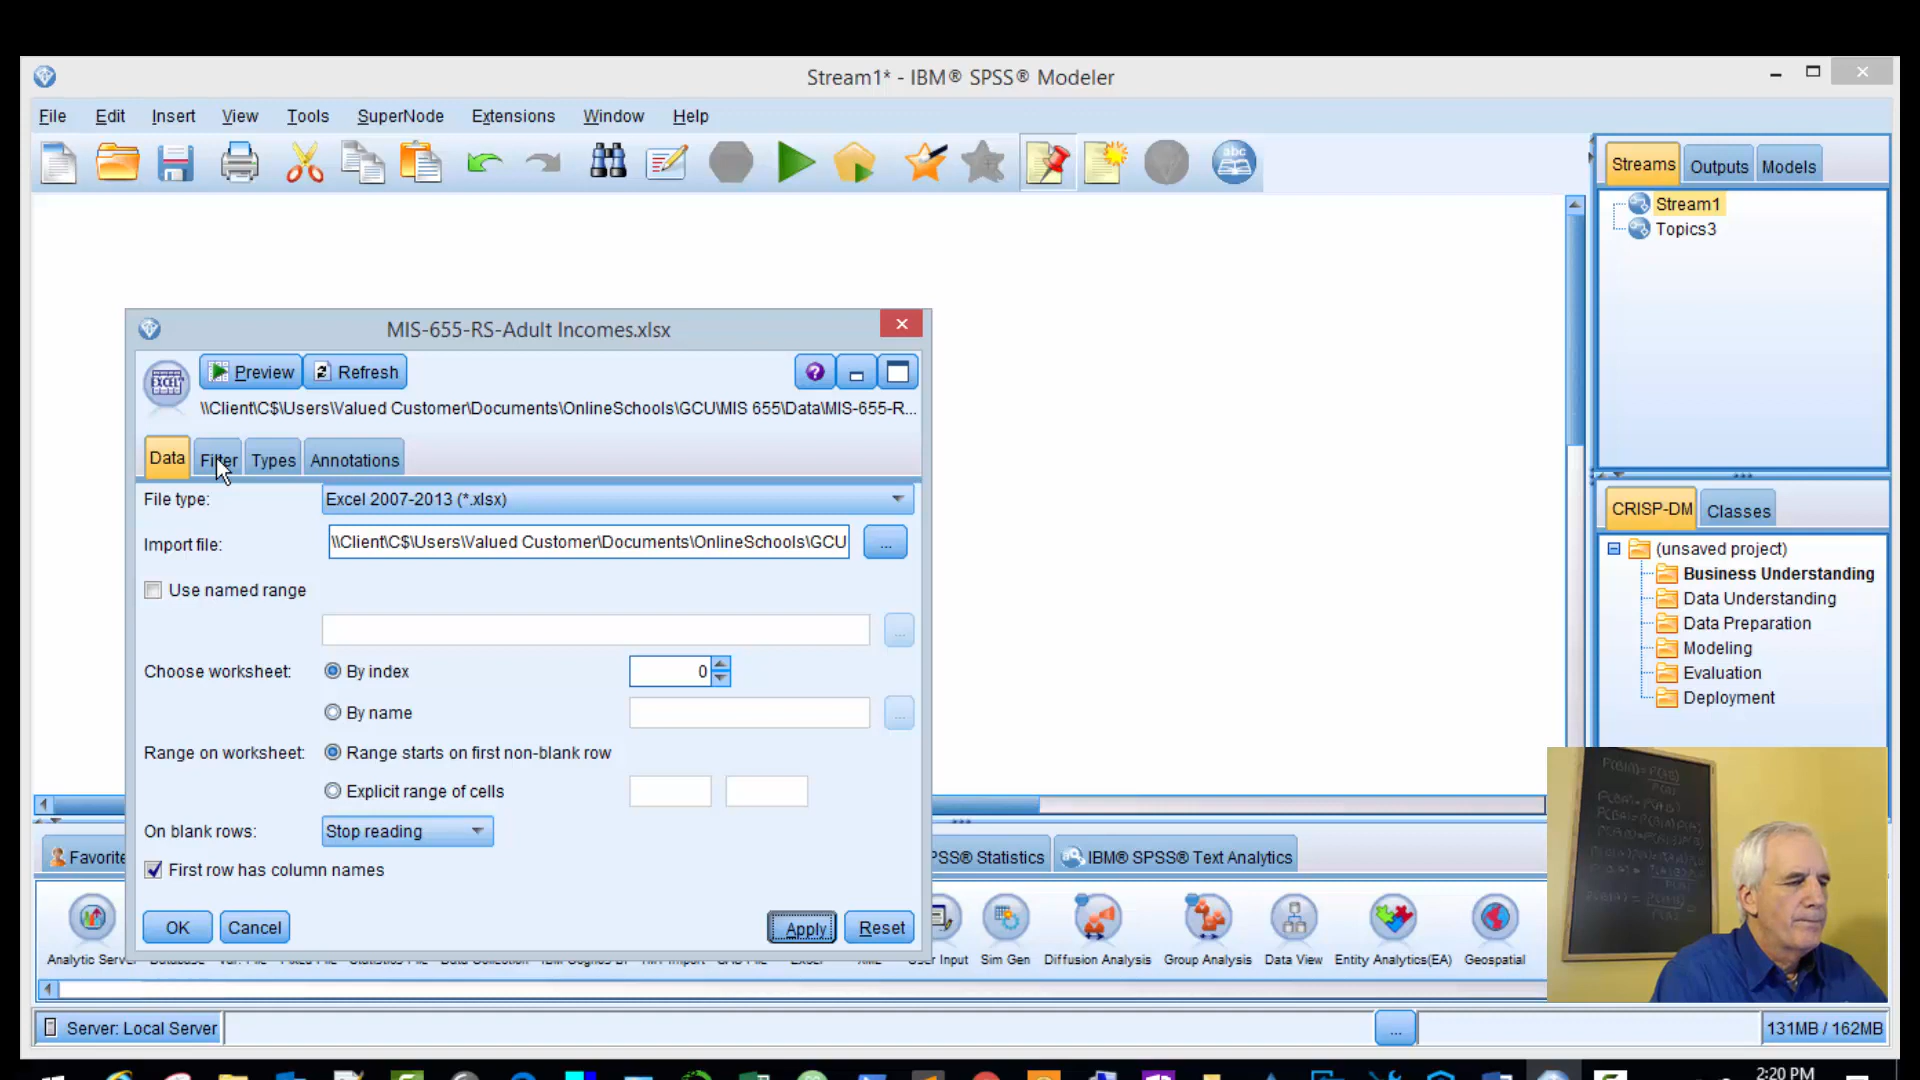 Stream1* - IBM® SPSS® Modeler
File Edit Insert View Tools SuperNode Extensions Window Help
abc
Streams Outputs Models
Stream1
Topics3
MIS-655-RS-Adult Incomes.xlsx
EXCEL
Preview Refresh ?
\\Client\C$\Users\Valued Customer\Documents\OnlineSchools\GCU\MIS 655\Data\MIS-655-R...
Data Filter Types Annotations
File type: Excel 2007-2013 (*.xlsx)
Import file: \\Client\C$\Users\Valued Customer\Documents\OnlineSchools\GCU ...
Use named range
...
Choose worksheet: By index 0
By name ...
Range on worksheet: Range starts on first non-blank row
Explicit range of cells
On blank rows: Stop reading
First row has column names
OK Cancel Apply Reset
CRISP-DM Classes
(unsaved project)
Business Understanding
Data Understanding
Data Preparation
Modeling
Evaluation
Deployment
Favorite PSS® Statistics IBM® SPSS® Text Analytics
Analytic Serv User Input Sim Gen Diffusion Analysis Group Analysis Data View Entity Analytics(EA) Geospatial
Server: Local Server ... 131MB / 162MB
2:20 PM